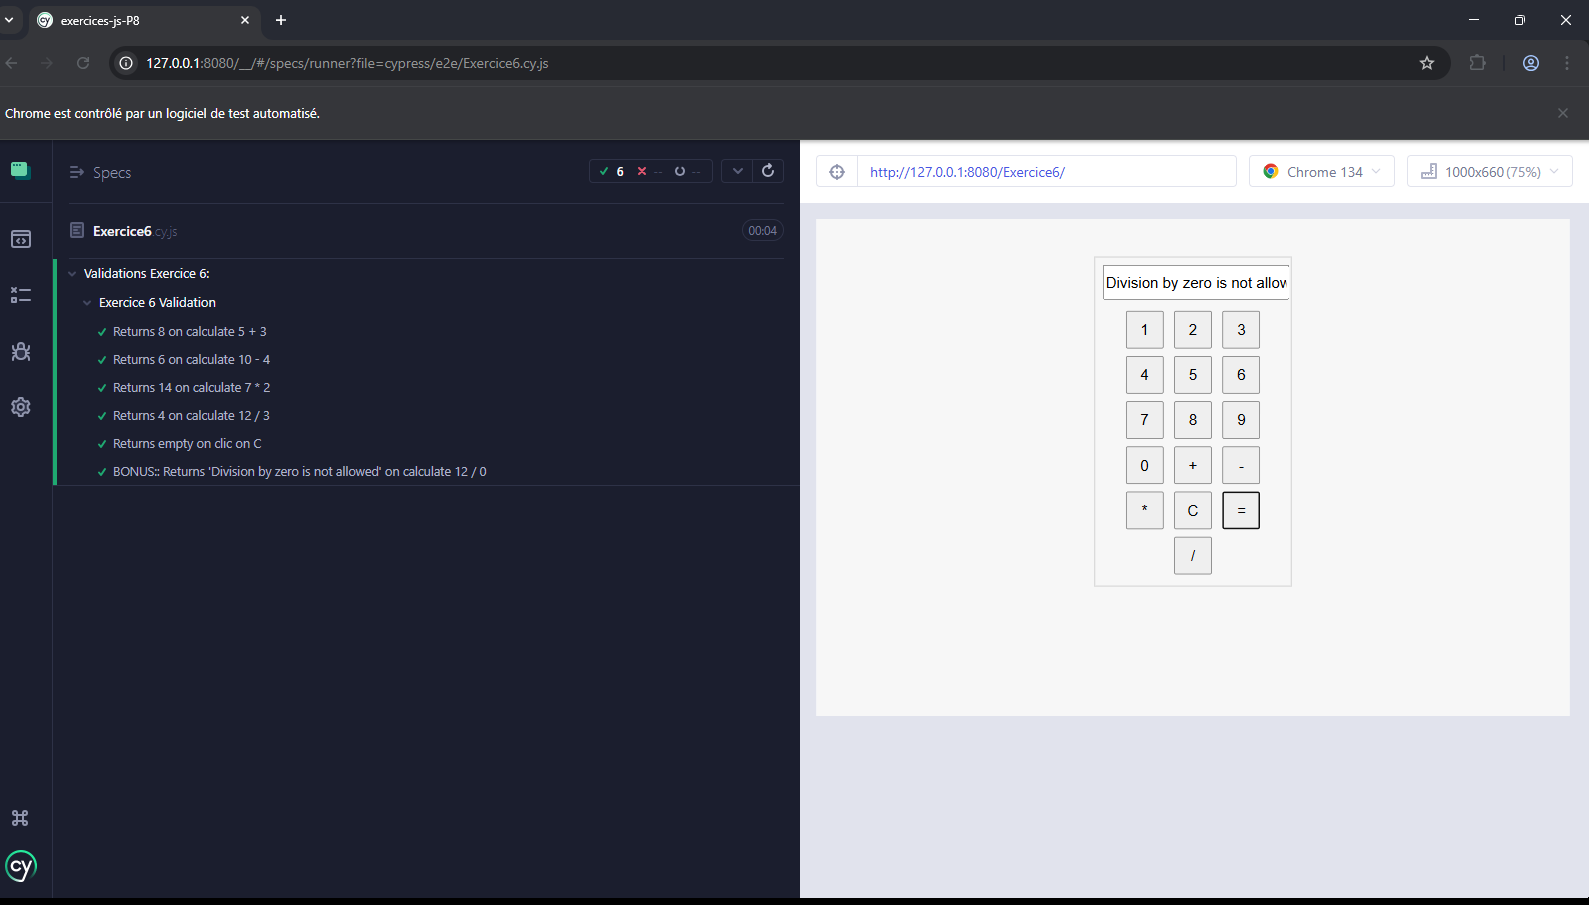 exercices-js-P8
127.0.0.1:8080/__/#/specs/runner?file=cypress/e2e/Exercice6.cy.js
Chrome est contrôlé par un logiciel de test automatisé.
Specs
6 -- --
http://127.0.0.1:8080/Exercice6/
Chrome 134
1000x660 (75%)
Exercice6.cy.js
00:04
Validations Exercice 6:
Exercice 6 Validation
Returns 8 on calculate 5 + 3
Returns 6 on calculate 10 - 4
Returns 14 on calculate 7 * 2
Returns 4 on calculate 12 / 3
Returns empty on clic on C
BONUS:: Returns 'Division by zero is not allowed' on calculate 12 / 0
Division by zero is not allow
1 2 3
4 5 6
7 8 9
0 + -
* C =
/
cy